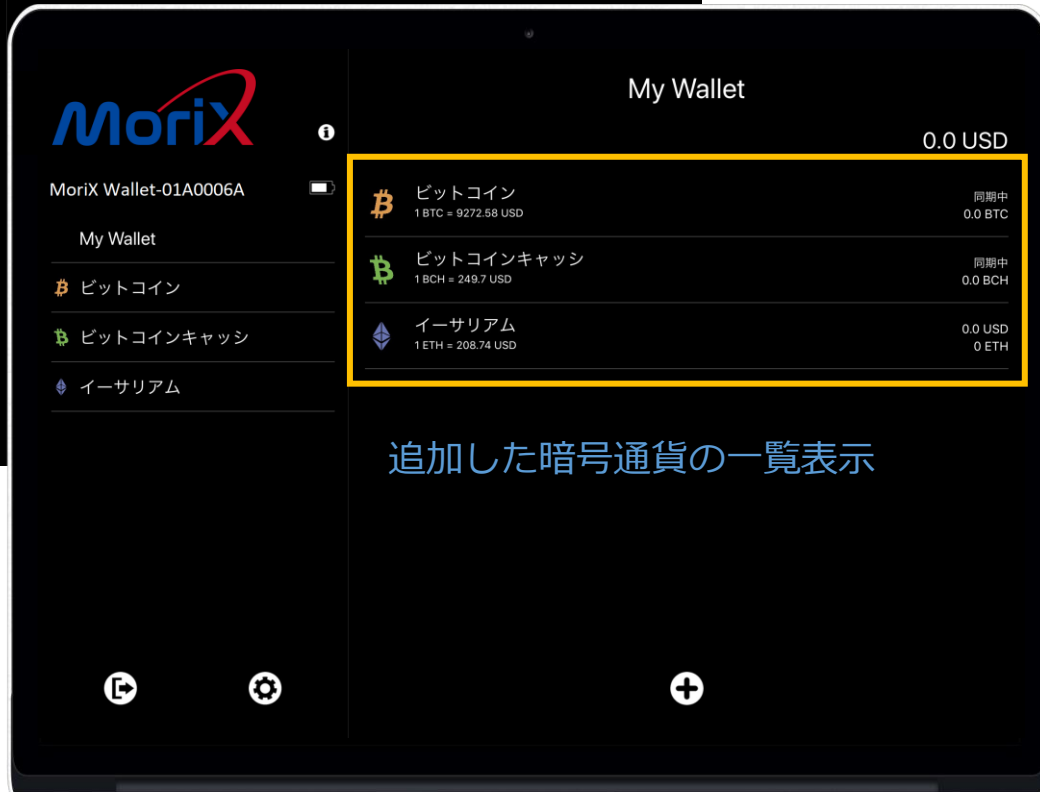 MoriX
MoriX Wallet-01A0006A
My Wallet
ビットコイン
ビットコインキャッシ
イーサリアム
My Wallet
0.0 USD
ビットコイン
1 BTC = 9272.58 USD
同期中
0.0 BTC
ビットコインキャッシ
1 BCH = 249.7 USD
同期中
0.0 BCH
イーサリアム
1 ETH = 208.74 USD
0.0 USD
0 ETH
追加した暗号通貨の一覧表示